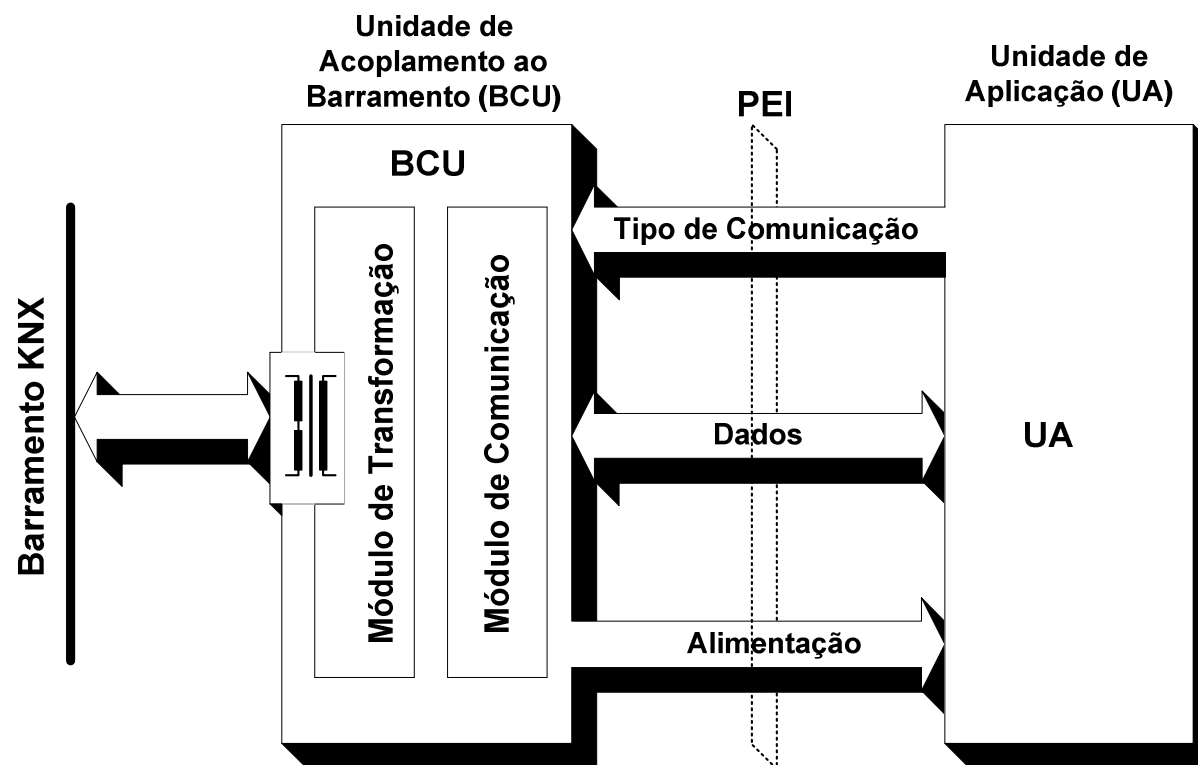 Unidade de
Acoplamento ao
Barramento (BCU)
PEI
Unidade de
Aplicação (UA)
BCU
Tipo de Comunicação
Barramento KNX
Módulo de Transformação
Módulo de Comunicação
Dados
UA
Alimentação